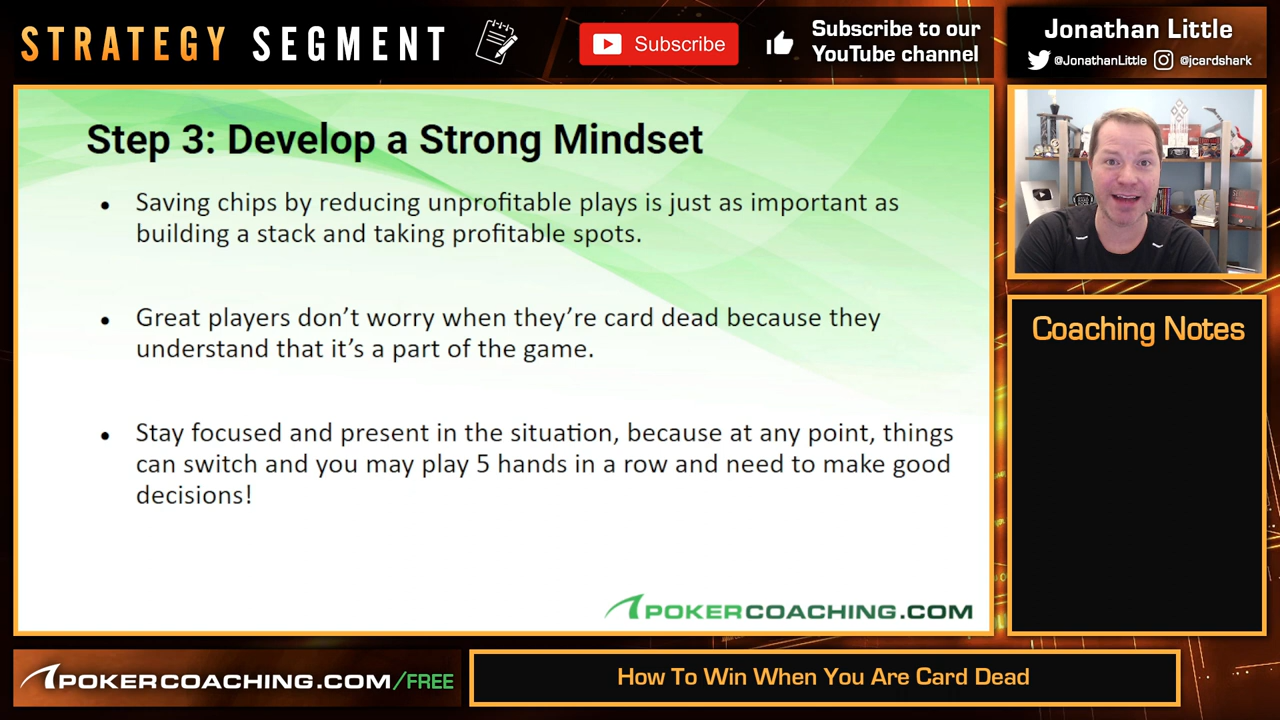 STRATEGY SEGMENT
Subscribe
Subscribe to our
YouTube channel
Jonathan Little
@JonathanLittle
@jcardshark
Step 3: Develop a Strong Mindset
• Saving chips by reducing unprofitable plays is just as important as
building a stack and taking profitable spots.
• Great players don’t worry when they’re card dead because they
understand that it’s a part of the game.
• Stay focused and present in the situation, because at any point, things
can switch and you may play 5 hands in a row and need to make good
decisions!
POKERCOACHING.COM
Coaching Notes
POKERCOACHING.COM/FREE
How To Win When You Are Card Dead